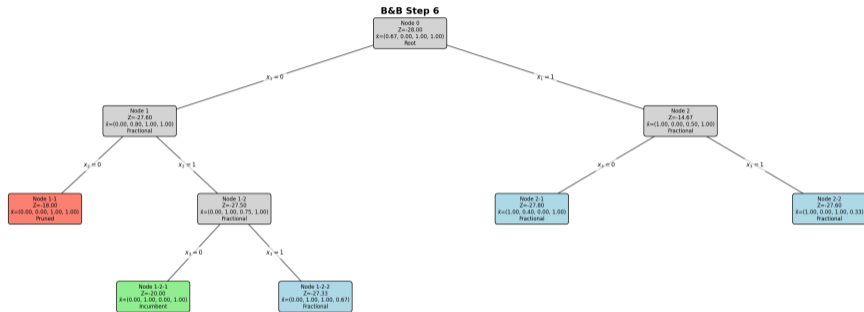 B&B Step 6
Node 0
Z=-28.00
x̄=(0.67, 0.00, 1.00, 1.00)
Root
x₁ = 0
x₁ = 1
Node 1
Z=-27.60
x̄=(0.00, 0.80, 1.00, 1.00)
Fractional
Node 2
Z=-14.67
x̄=(1.00, 0.00, 0.50, 1.00)
Fractional
x₂ = 0
x₂ = 1
x₃ = 0
x₃ = 1
Node 1-1
Z=-18.00
x̄=(0.00, 0.00, 1.00, 1.00)
Pruned
Node 1-2
Z=-27.50
x̄=(0.00, 1.00, 0.75, 1.00)
Fractional
Node 2-1
Z=-27.80
x̄=(1.00, 0.40, 0.00, 1.00)
Fractional
Node 2-2
Z=-27.60
x̄=(1.00, 0.00, 1.00, 0.33)
Fractional
x₃ = 0
x₃ = 1
Node 1-2-1
Z=-20.00
x̄=(0.00, 1.00, 0.00, 1.00)
Incumbent
Node 1-2-2
Z=-27.33
x̄=(0.00, 1.00, 1.00, 0.67)
Fractional